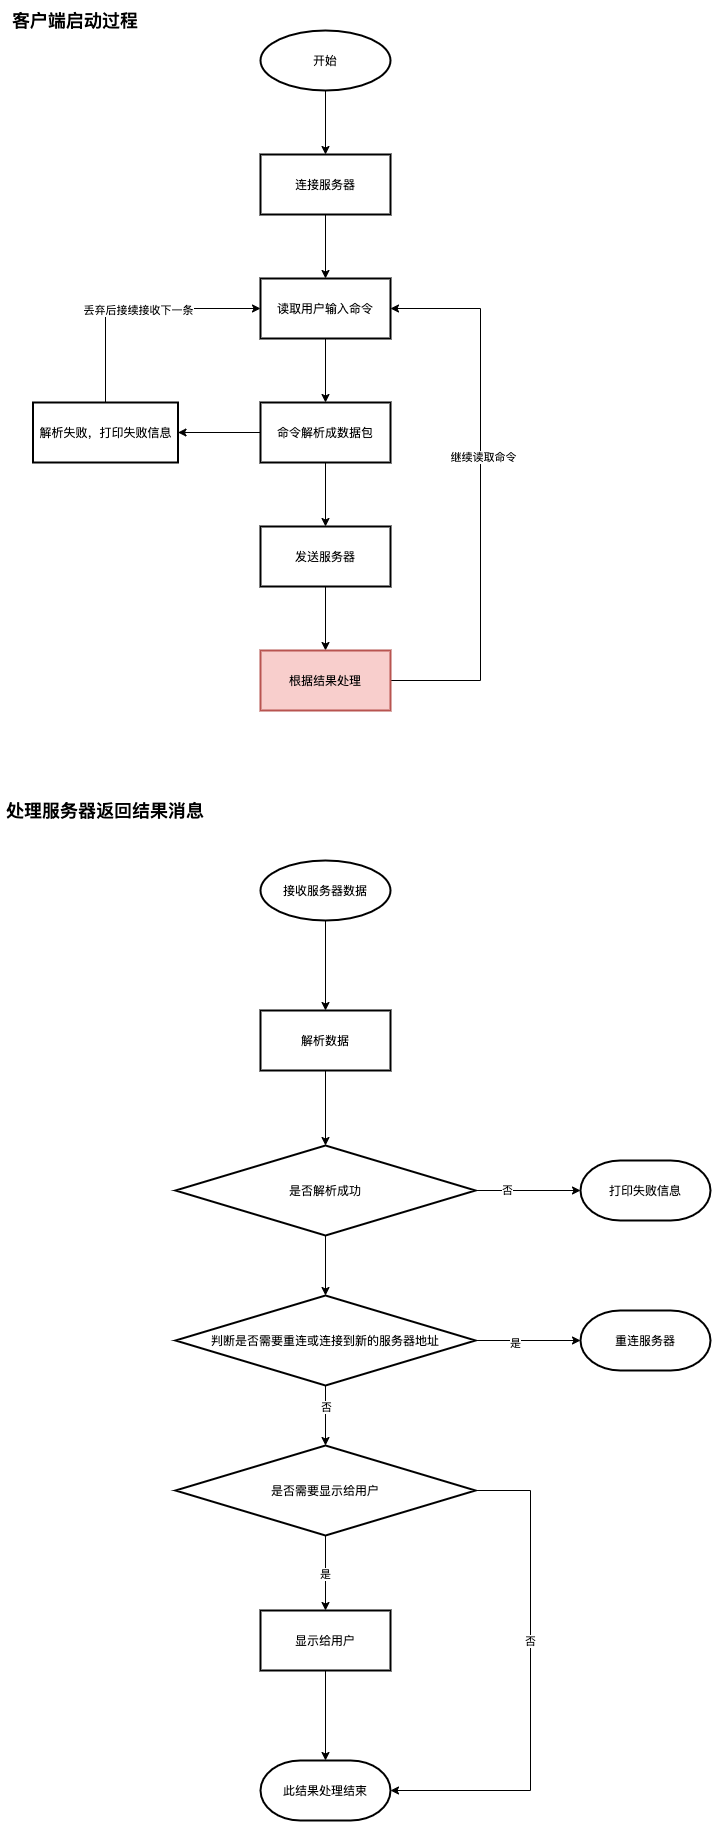 客户端启动过程
开始
连接服务器
读取用户输入命令
丢弃后接续接收下一条
解析失败，打印失败信息
命令解析成数据包
继续读取命令
发送服务器
根据结果处理
处理服务器返回结果消息
接收服务器数据
解析数据
是否解析成功
否
打印失败信息
判断是否需要重连或连接到新的服务器地址
是
重连服务器
否
是否需要显示给用户
是
显示给用户
否
此结果处理结束